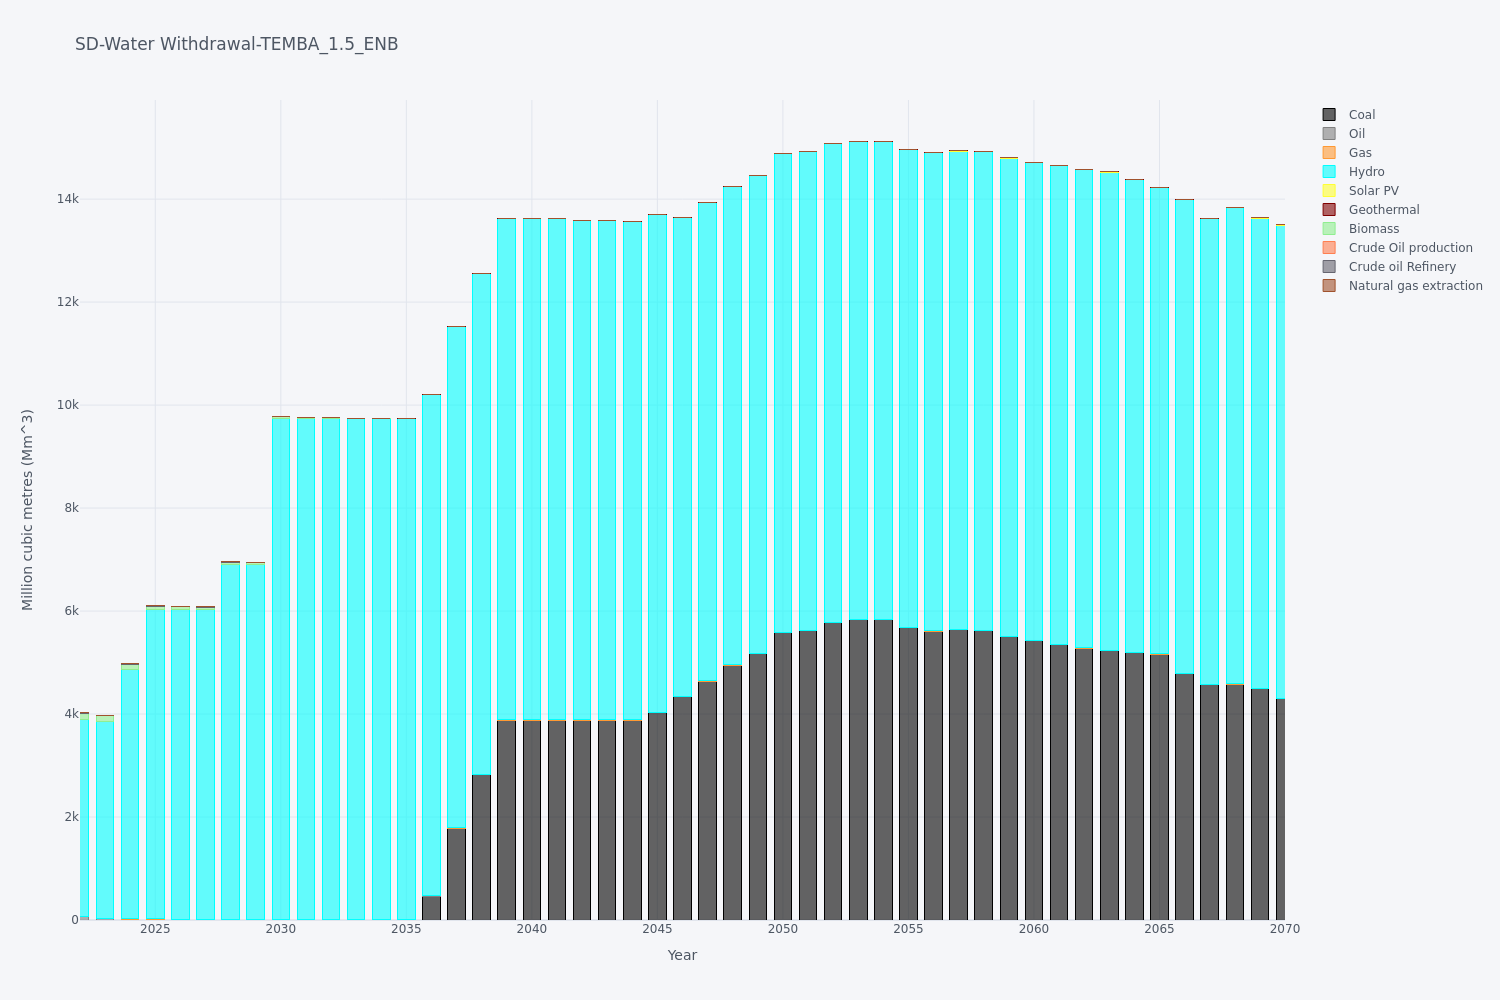 SD-Water Withdrawal-TEMBA_1.5_ENB
Coal
Oil
Gas
Hydro
Solar PV
Geothermal
Biomass
Crude Oil production
Crude oil Refinery
Natural gas extraction
Million cubic metres (Mm^3)
14k
12k
10k
8k
6k
4k
2k
0
2025 2030 2035 2040 2045 2050 2055 2060 2065 2070
Year